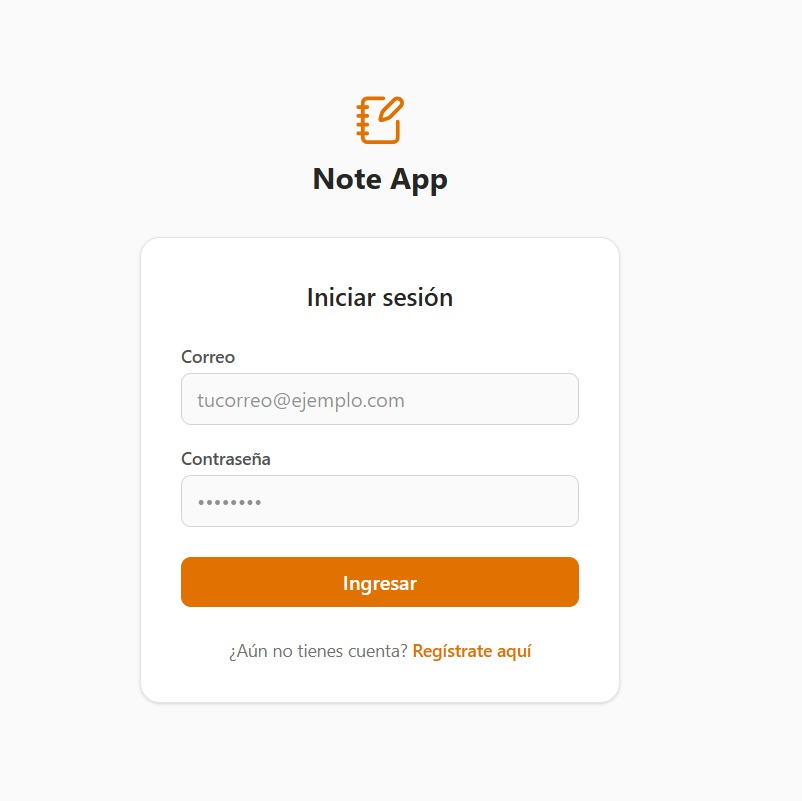 Note App
Iniciar sesión
Correo
tucorreo@ejemplo.com
Contraseña
••••••••
Ingresar
¿Aún no tienes cuenta? Regístrate aquí